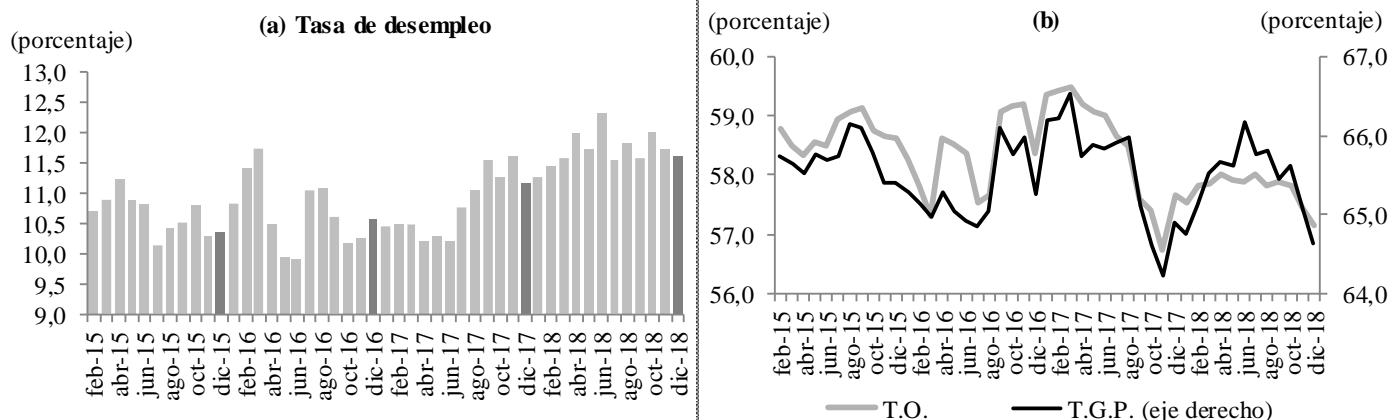 (a) Tasa de desempleo
(porcentaje)
13,0
12,5
12,0
11,5
11,0
10,5
10,0
9,5
9,0
feb-15
abr-15
jun-15
ago-15
oct-15
dic-15
feb-16
abr-16
jun-16
ago-16
oct-16
dic-16
feb-17
abr-17
jun-17
ago-17
oct-17
dic-17
feb-18
abr-18
jun-18
ago-18
oct-18
dic-18
(porcentaje)
(b)
(porcentaje)
60,0
59,0
58,0
57,0
56,0
67,0
66,0
65,0
64,0
feb-15
abr-15
jun-15
ago-15
oct-15
dic-15
feb-16
abr-16
jun-16
ago-16
oct-16
dic-16
feb-17
abr-17
jun-17
ago-17
oct-17
dic-17
feb-18
abr-18
jun-18
ago-18
oct-18
dic-18
T.O.
T.G.P. (eje derecho)